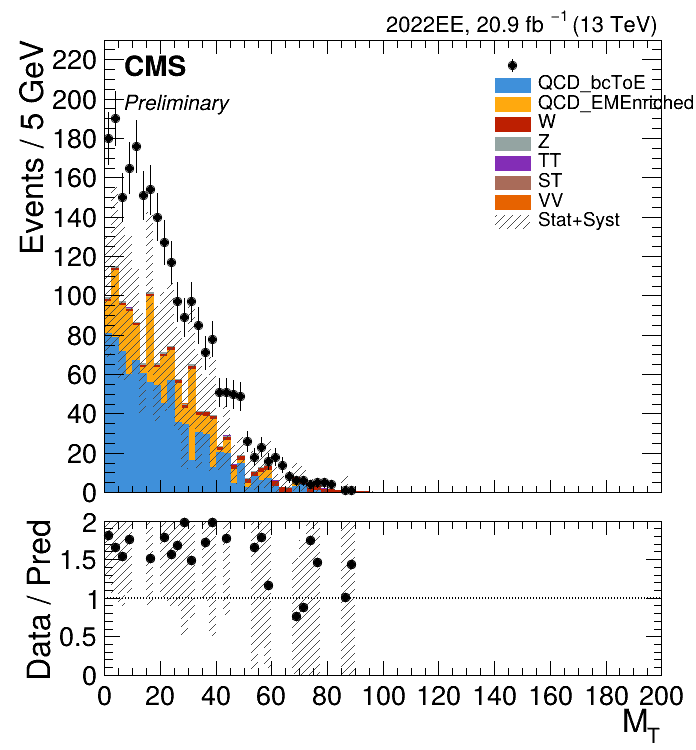 2022EE, 20.9 fb⁻¹ (13 TeV)
CMS
Preliminary
QCD_bcToE
QCD_EMEnriched
W
Z
TT
ST
VV
Stat+Syst
Events / 5 GeV
220
200
180
160
140
120
100
80
60
40
20
0
Data / Pred
2
1.5
1
0.5
0
0 20 40 60 80 100 120 140 160 180 200
M_T